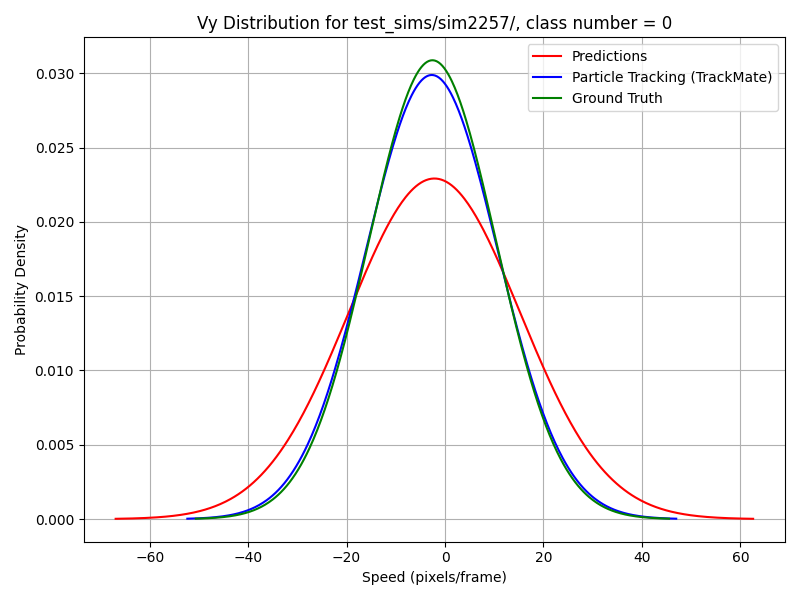 Vy Distribution for test_sims/sim2257/, class number = 0
Predictions
Particle Tracking (TrackMate)
Ground Truth
Probability Density
0.030
0.025
0.020
0.015
0.010
0.005
0.000
−60 −40 −20 0 20 40 60
Speed (pixels/frame)